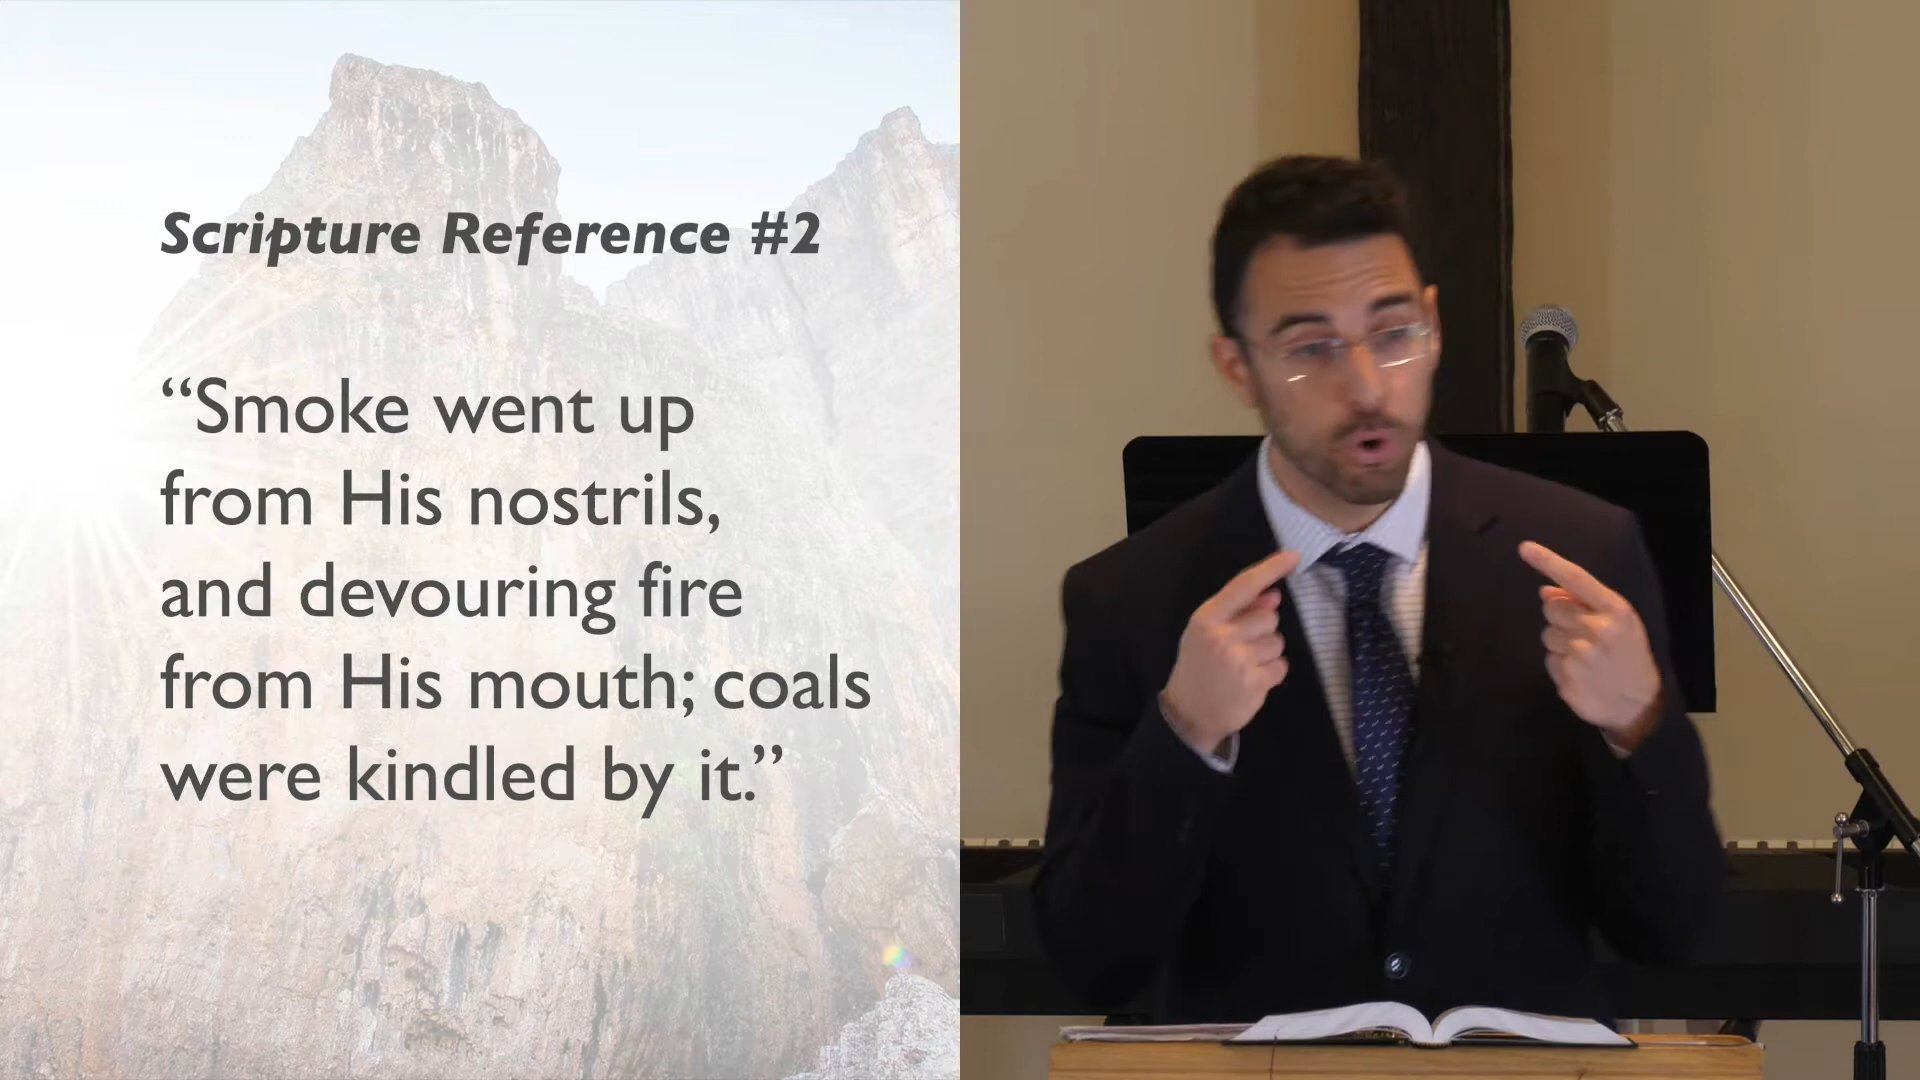 Scripture Reference #2
“Smoke went up
from His nostrils,
and devouring fire
from His mouth; coals
were kindled by it.”